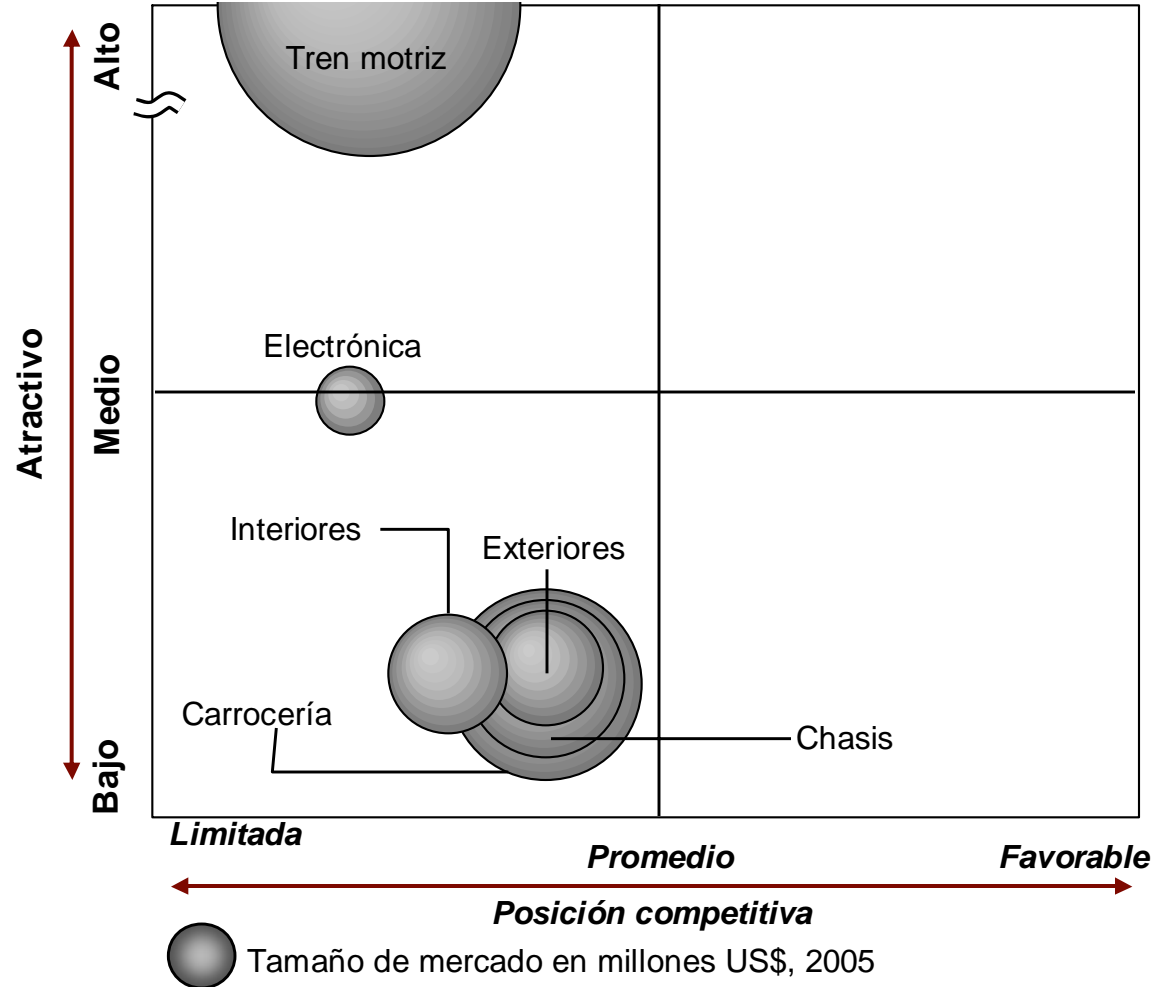 Alto
Tren motriz
Electrónica
Atractivo
Medio
Interiores
Exteriores
Carrocería
Chasis
Bajo
Limitada
Promedio
Favorable
Posición competitiva
Tamaño de mercado en millones US$, 2005